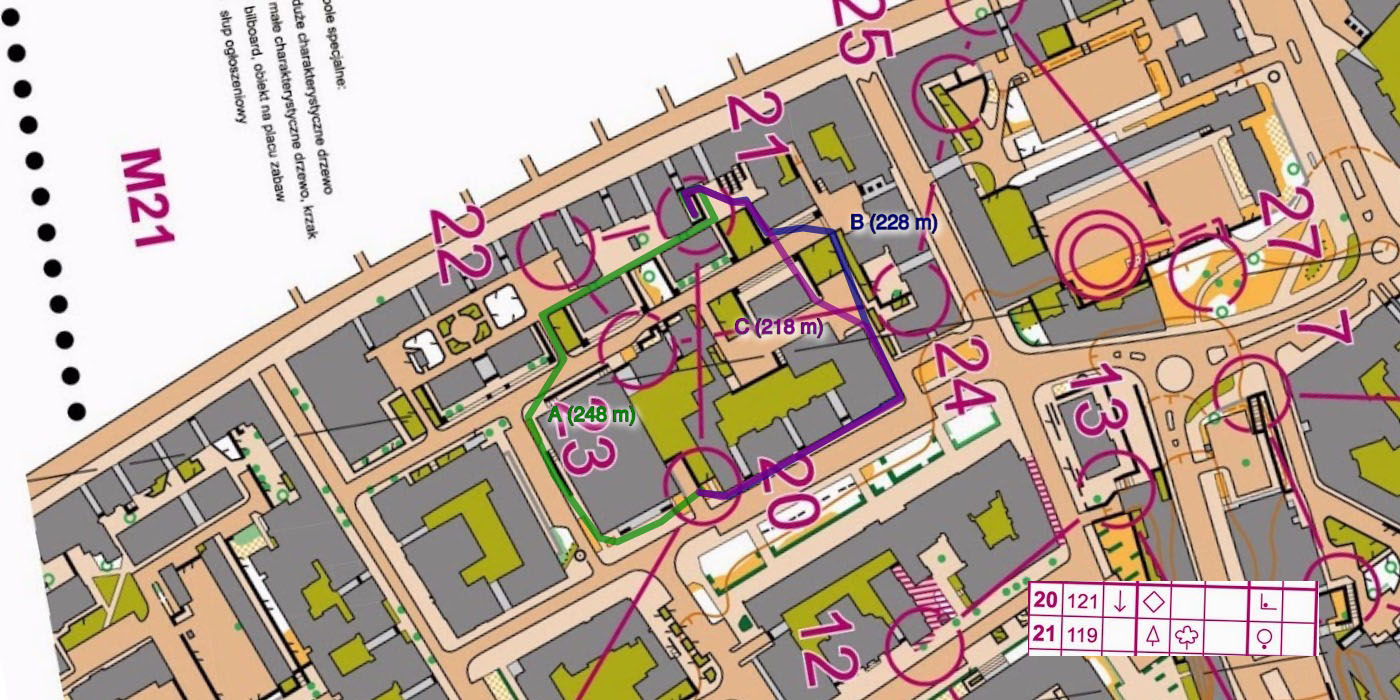 pole specjalne:
duże charakterystyczne drzewo
małe charakterystyczne drzewo, krzak
bilboard, obiekt na placu zabaw
słup ogłoszeniowy
M21
25
21
22
27
7
B (228 m)
C (218 m)
A (248 m)
23
24
13
20
12
20 121
21 119